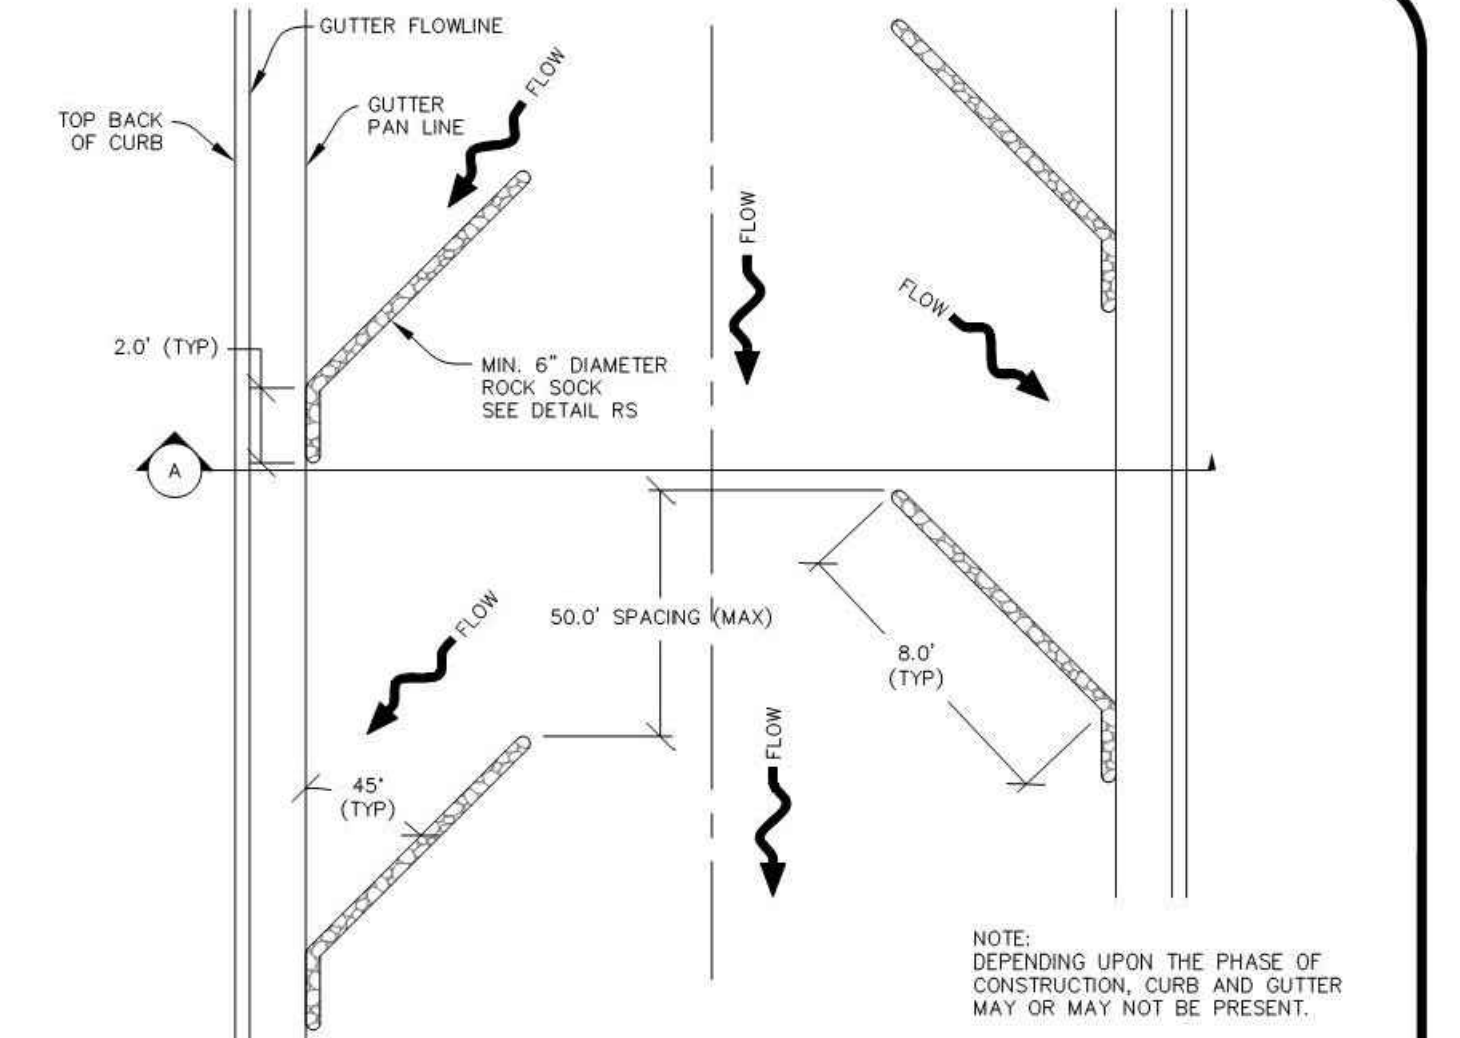 GUTTER FLOWLINE
FLOW
TOP BACK
OF CURB
GUTTER
PAN LINE
FLOW
FLOW
2.0' (TYP)
MIN. 6" DIAMETER
ROCK SOCK
SEE DETAIL RS
A
FLOW
50.0' SPACING (MAX)
8.0'
(TYP)
FLOW
45°
(TYP)
NOTE:
DEPENDING UPON THE PHASE OF
CONSTRUCTION, CURB AND GUTTER
MAY OR MAY NOT BE PRESENT.